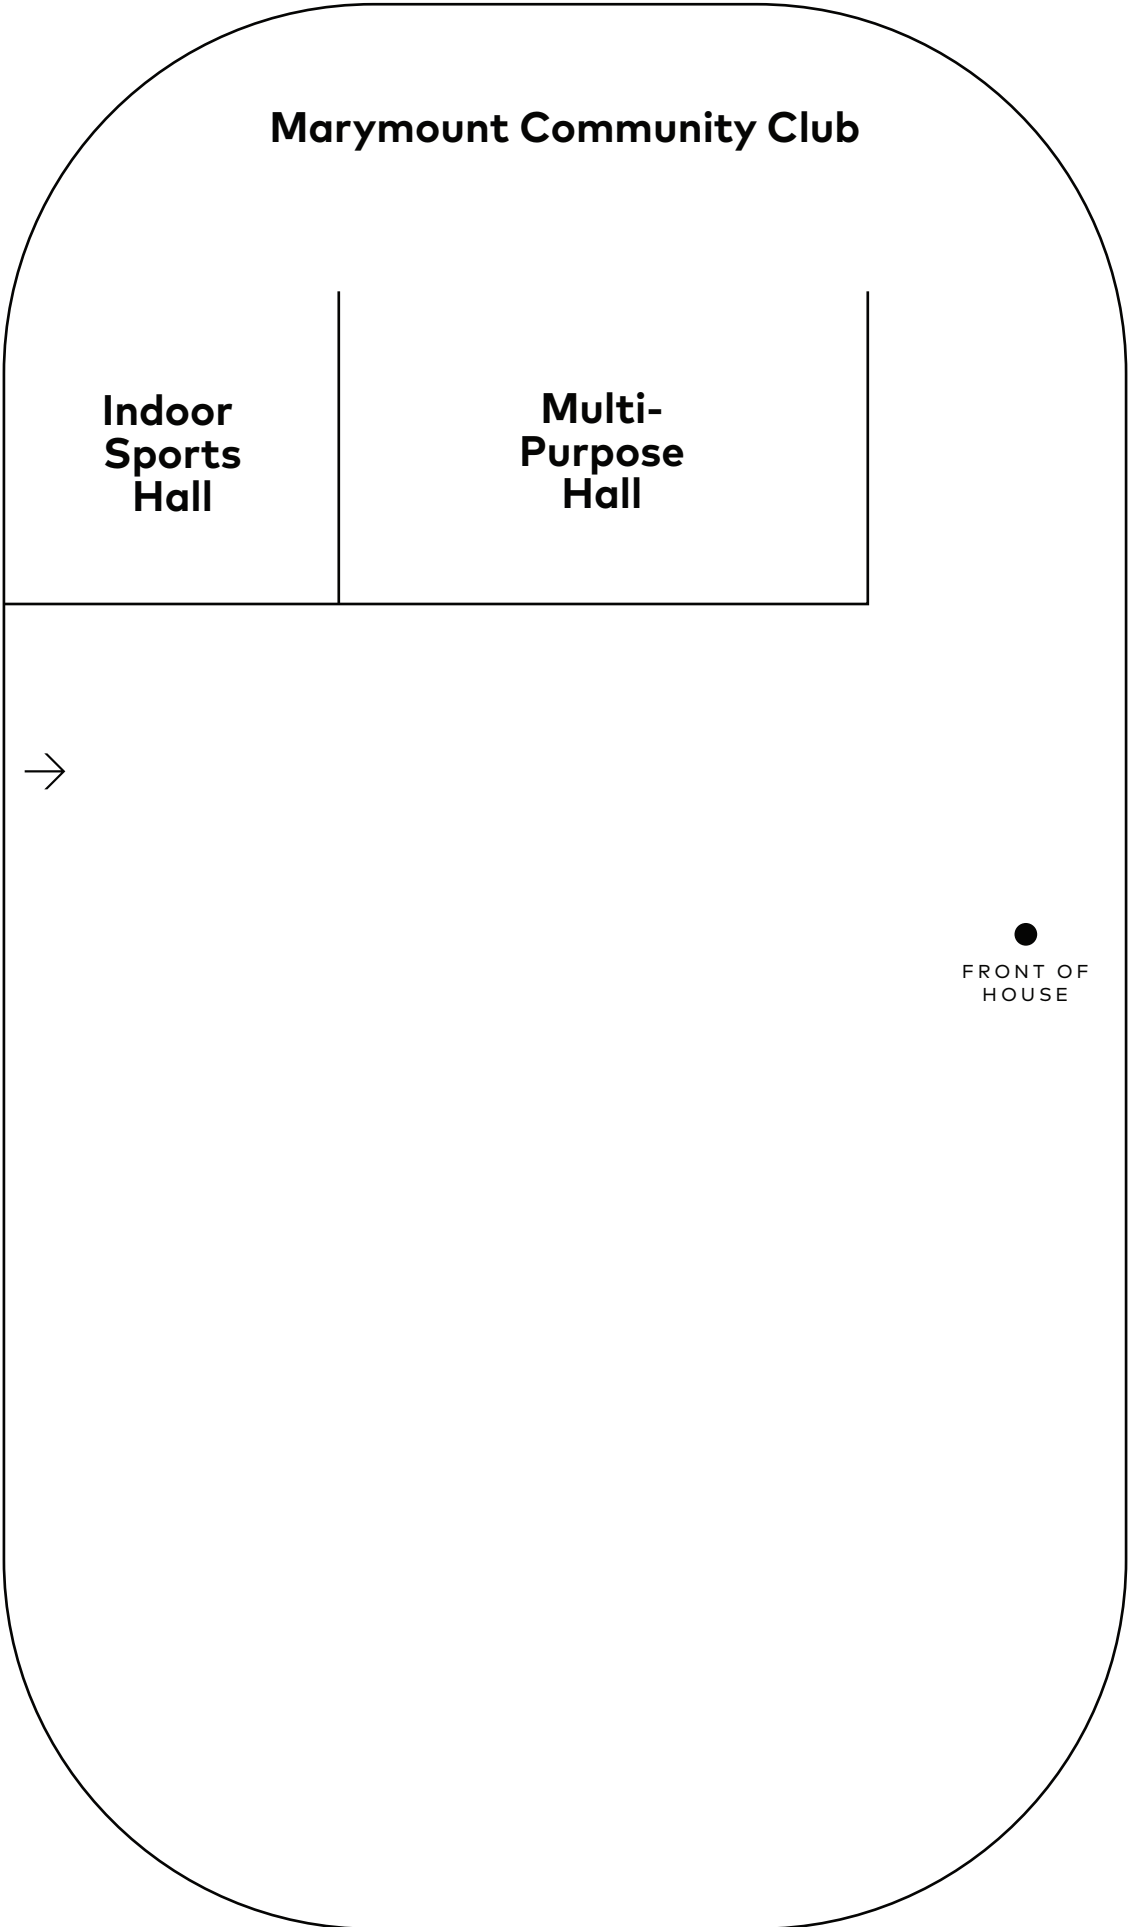 Marymount Community Club
Indoor
Sports
Hall
Multi-
Purpose
Hall
FRONT OF
HOUSE